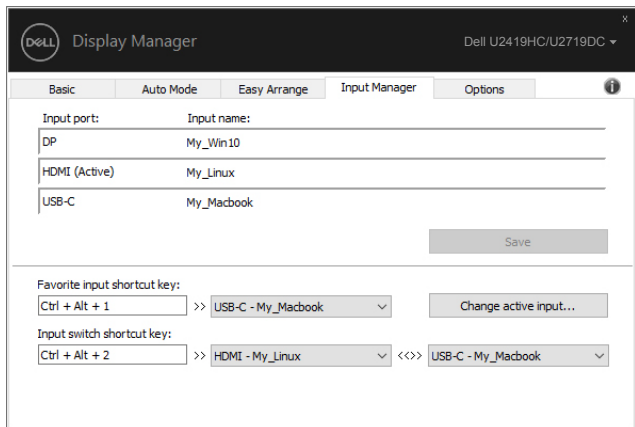 x
DELL Display Manager Dell U2419HC/U2719DC
Basic Auto Mode Easy Arrange Input Manager Options i
Input port: Input name:
DP My_Win10
HDMI (Active) My_Linux
USB-C My_Macbook
Save
Favorite input shortcut key:
Ctrl + Alt + 1 >> USB-C - My_Macbook Change active input...
Input switch shortcut key:
Ctrl + Alt + 2 >> HDMI - My_Linux <<>> USB-C - My_Macbook